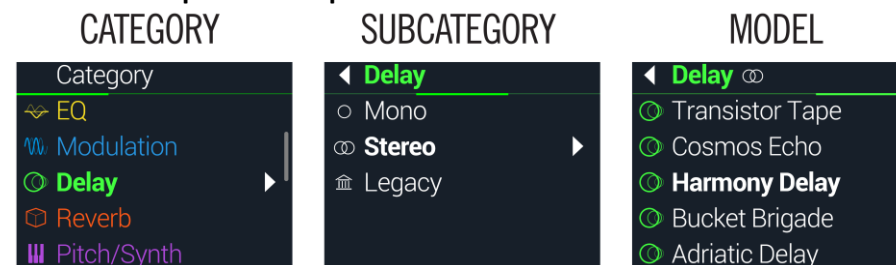 CATEGORY
SUBCATEGORY
MODEL
Category
EQ
Modulation
Delay
Reverb
Pitch/Synth
Delay
Mono
Stereo
Legacy
Delay
Transistor Tape
Cosmos Echo
Harmony Delay
Bucket Brigade
Adriatic Delay